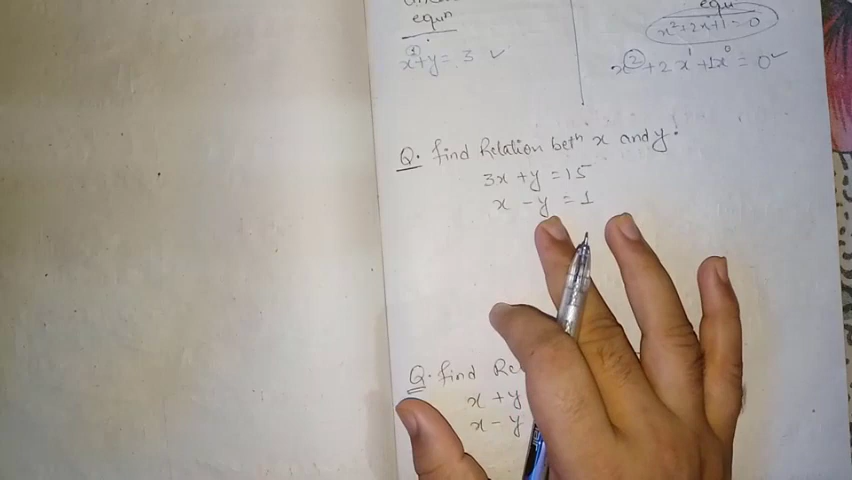 equn
x+y = 3 ✓
equn
x²+2x+1=0
x²+2x¹+1x⁰ = 0 ✓
Q. find Relation betn x and y.
3x + y = 15
x - y = 1
Q. find Re
x + y
x - y